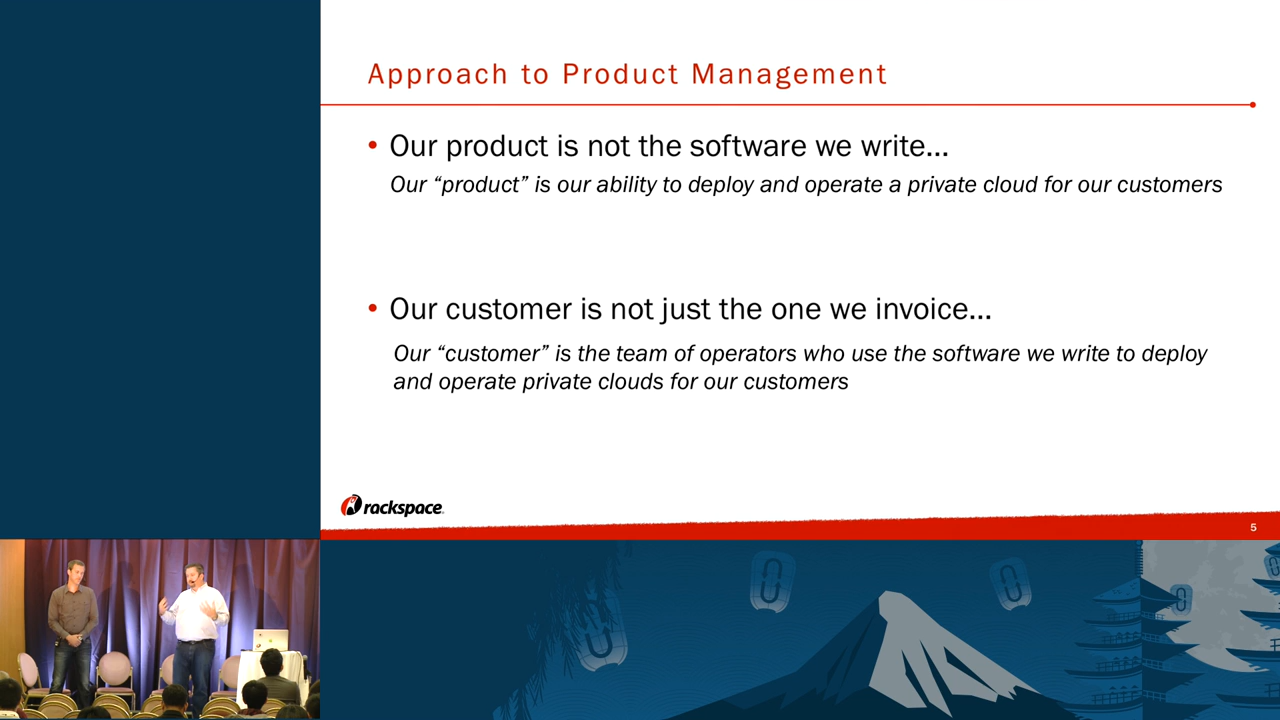 Approach to Product Management
• Our product is not the software we write…
Our “product” is our ability to deploy and operate a private cloud for our customers
• Our customer is not just the one we invoice…
Our “customer” is the team of operators who use the software we write to deploy
and operate private clouds for our customers
rackspace
5